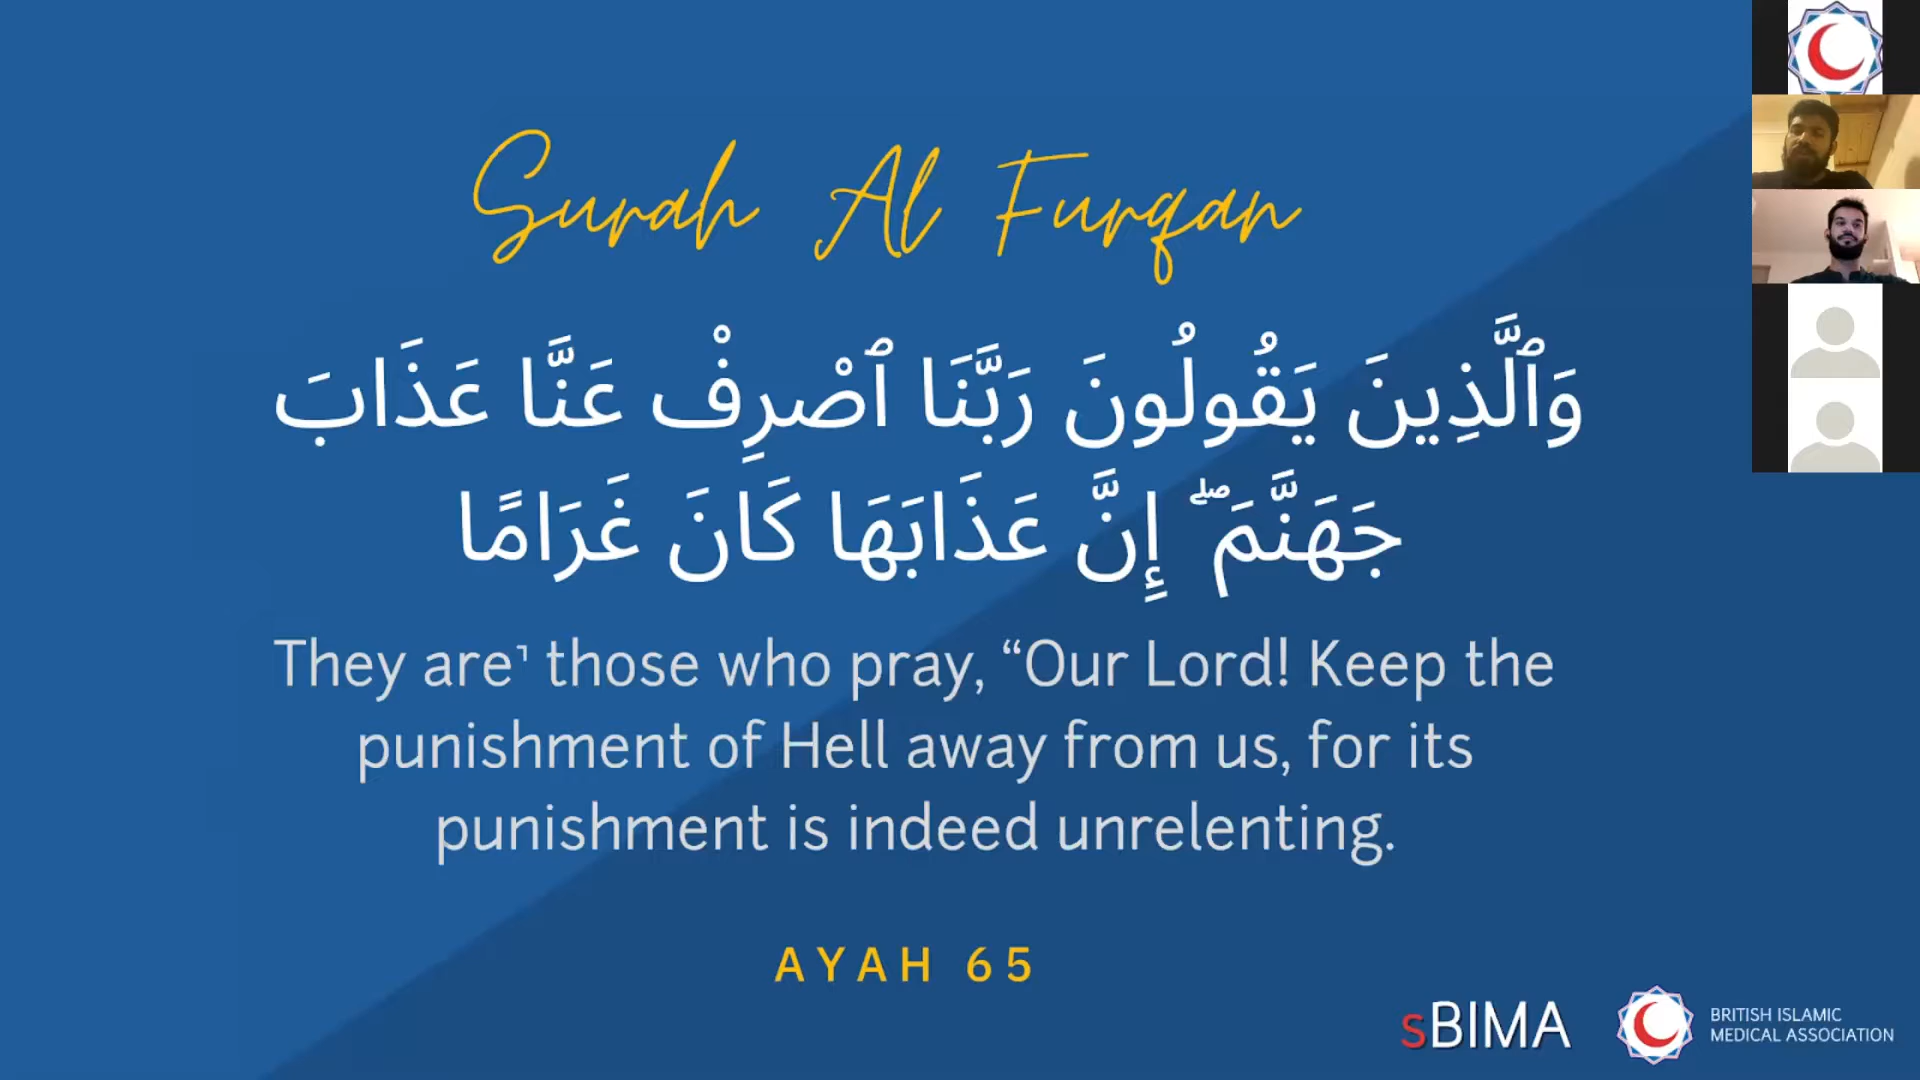 Surah Al Furqan
وَٱلَّذِينَ يَقُولُونَ رَبَّنَا ٱصْرِفْ عَنَّا عَذَابَ
جَهَنَّمَ ۖ إِنَّ عَذَابَهَا كَانَ غَرَامًا
They are˺ those who pray, “Our Lord! Keep the
punishment of Hell away from us, for its
punishment is indeed unrelenting.
AYAH 65
sBIMA
BRITISH ISLAMIC
MEDICAL ASSOCIATION